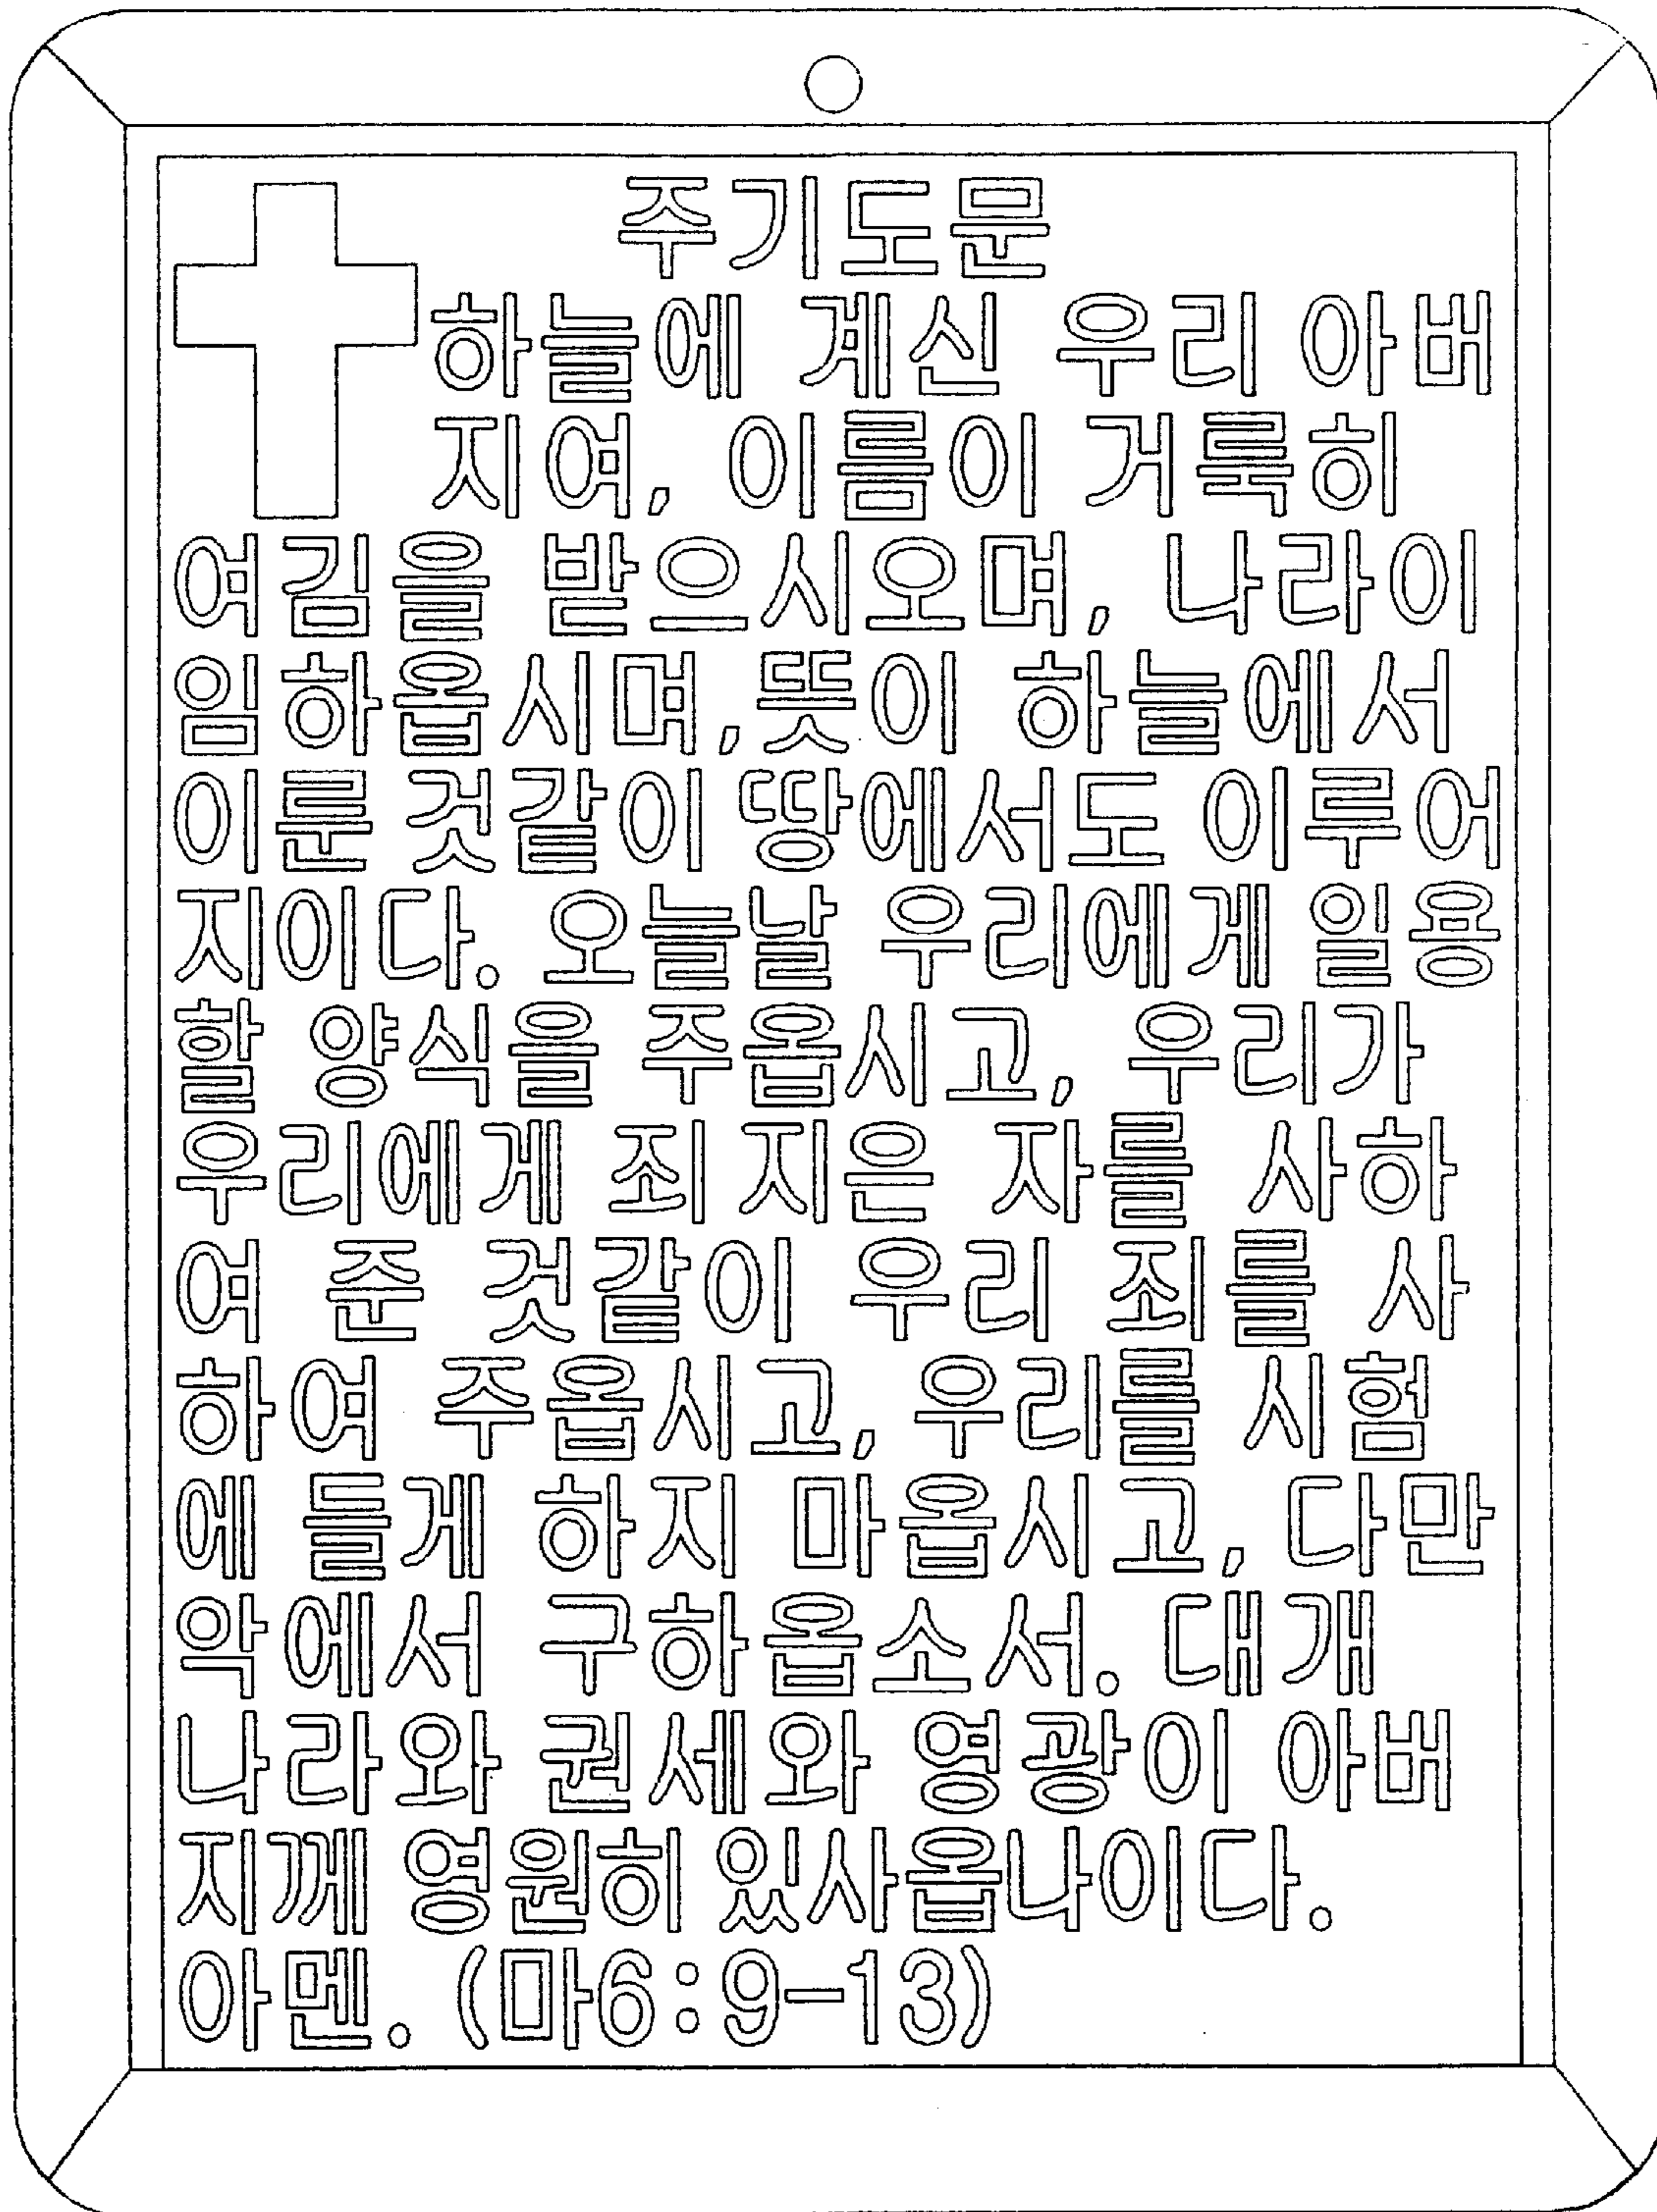 주기도문
하늘에 계신 우리 아버
지여, 이름이 거룩히
여김을 받으시오며, 나라이
임하옵시며,뜻이 하늘에서
이룬 것같이 땅에서도 이루어
지이다. 오늘날 우리에게 일용
할 양식을 주옵시고, 우리가
우리에게 죄 지은 자를 사하
여 준 것같이 우리 죄를 사
하여 주옵시고, 우리를 시험
에 들게 하지 마옵시고, 다만
악에서 구하옵소서. 대개
나라와 권세와 영광이 아버
지께 영원히 있사옵나이다.
아멘. (마6:9-13)